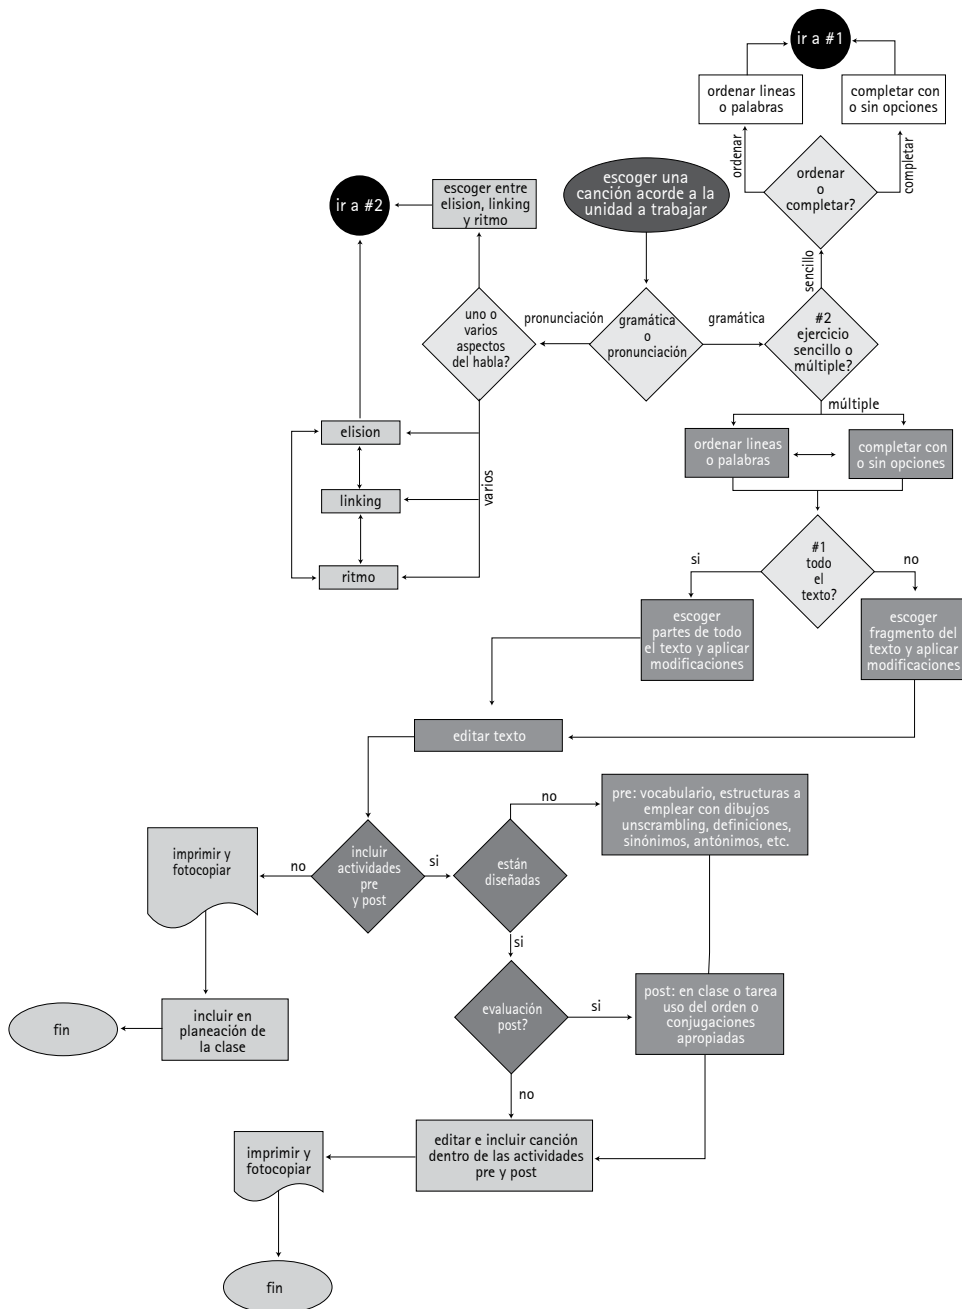 ir a #1
ordenar lineas
o palabras
completar con
o sin opciones
ordenar
completar
ordenar
o
completar?
escoger una
canción acorde a la
unidad a trabajar
escoger entre
elision, linking
y ritmo
ir a #2
sencillo
uno o
varios
aspectos
del habla?
pronunciación
gramática
o
pronunciación
gramática
#2
ejercicio
sencillo o
múltiple?
múltiple
elision
linking
ritmo
varios
ordenar lineas
o palabras
completar con
o sin opciones
#1
todo
el
texto?
si
no
escoger
partes de todo
el texto y aplicar
modificaciones
escoger
fragmento del
texto y aplicar
modificaciones
editar texto
no
pre: vocabulario, estructuras a
emplear con dibujos
unscrambling, definiciones,
sinónimos, antónimos, etc.
imprimir y
fotocopiar
no
incluir
actividades
pre
y post
si
están
diseñadas
si
evaluación
post?
si
post: en clase o tarea
uso del orden o
conjugaciones
apropiadas
fin
incluir en
planeación de
la clase
no
editar e incluir canción
dentro de las actividades
pre y post
imprimir y
fotocopiar
fin